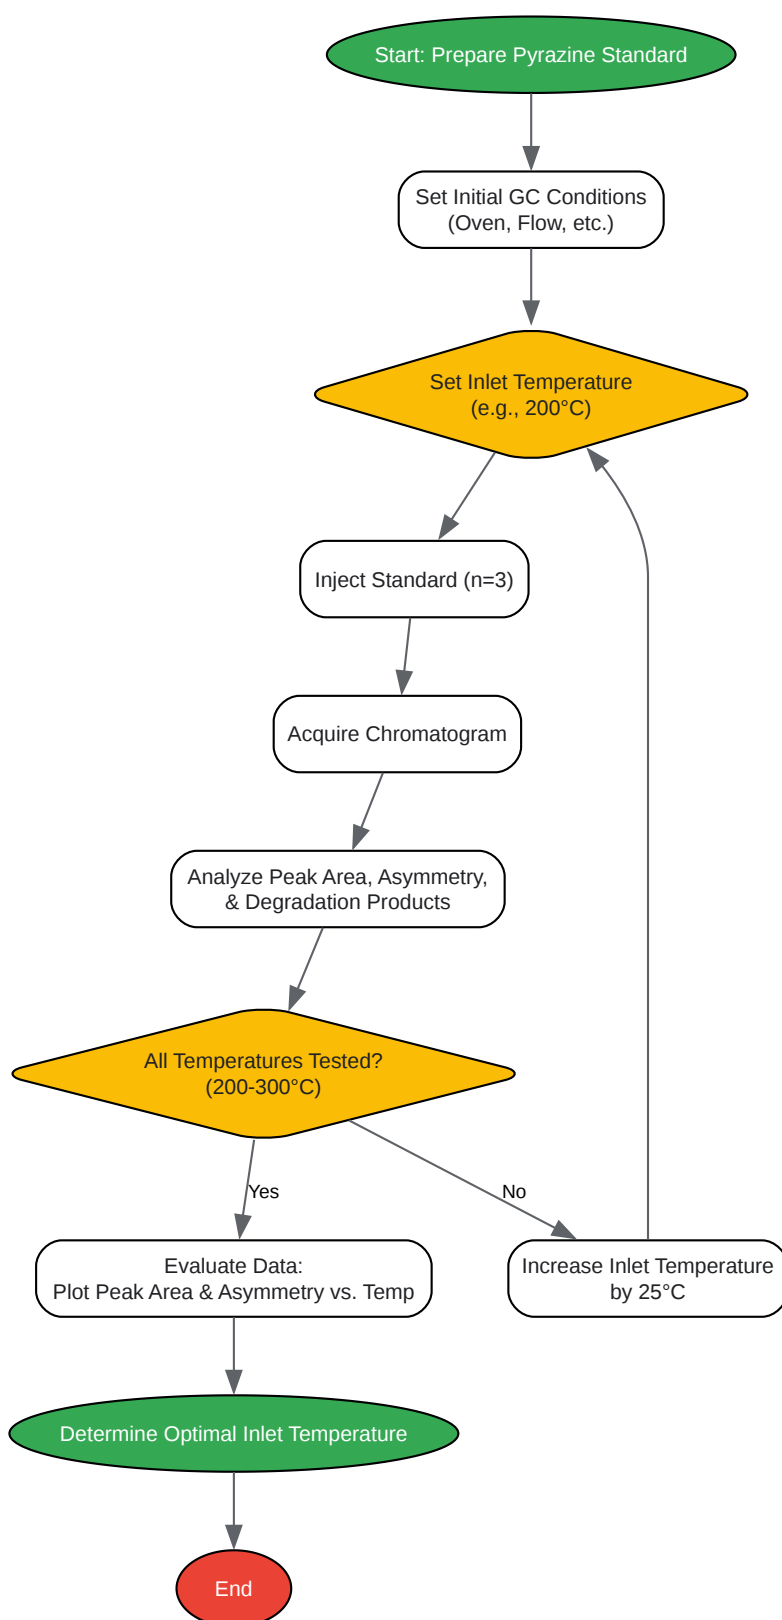 Start: Prepare Pyrazine Standard
Set Initial GC Conditions
(Oven, Flow, etc.)
Set Inlet Temperature
(e.g., 200°C)
Inject Standard (n=3)
Acquire Chromatogram
Analyze Peak Area, Asymmetry,
& Degradation Products
All Temperatures Tested?
(200-300°C)
Yes
No
Evaluate Data:
Plot Peak Area & Asymmetry vs. Temp
Increase Inlet Temperature
by 25°C
Determine Optimal Inlet Temperature
End